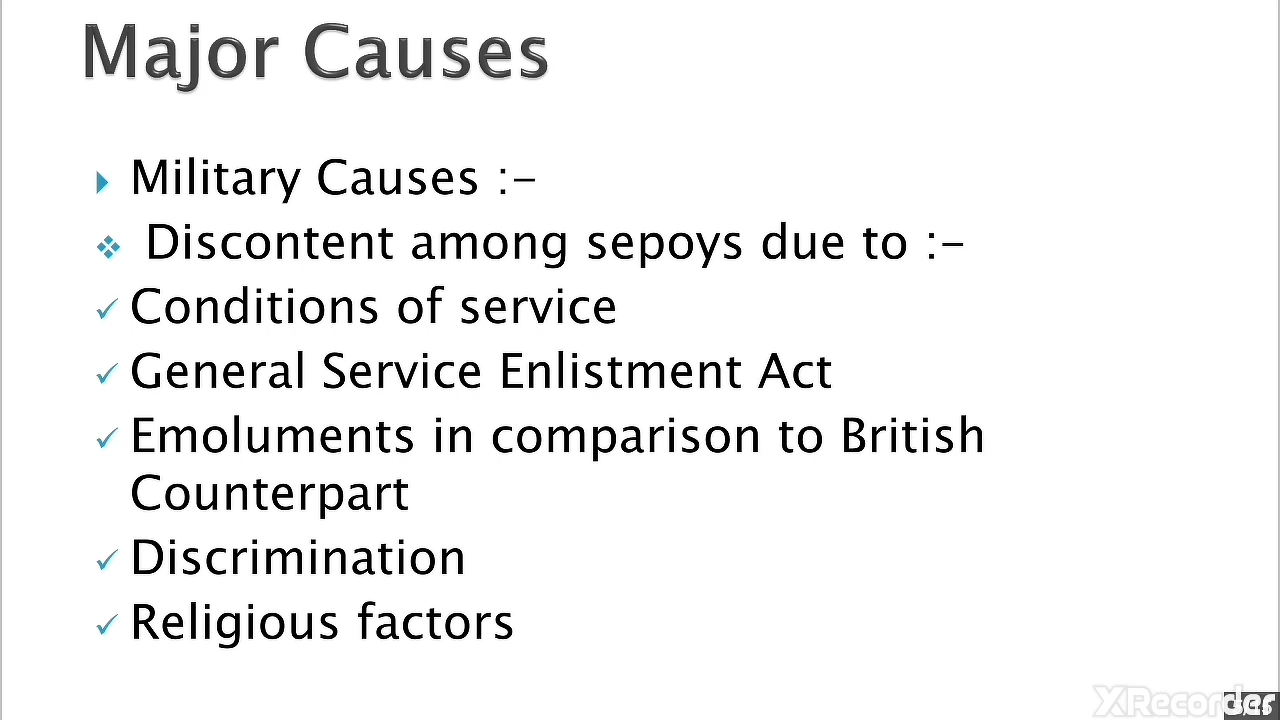 Major Causes
Military Causes :-
Discontent among sepoys due to :-
Conditions of service
General Service Enlistment Act
Emoluments in comparison to British
Counterpart
Discrimination
Religious factors
XRecorder